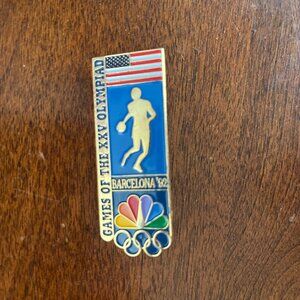 GAMES OF THE XXV OLYMPIAD
BARCELONA '92